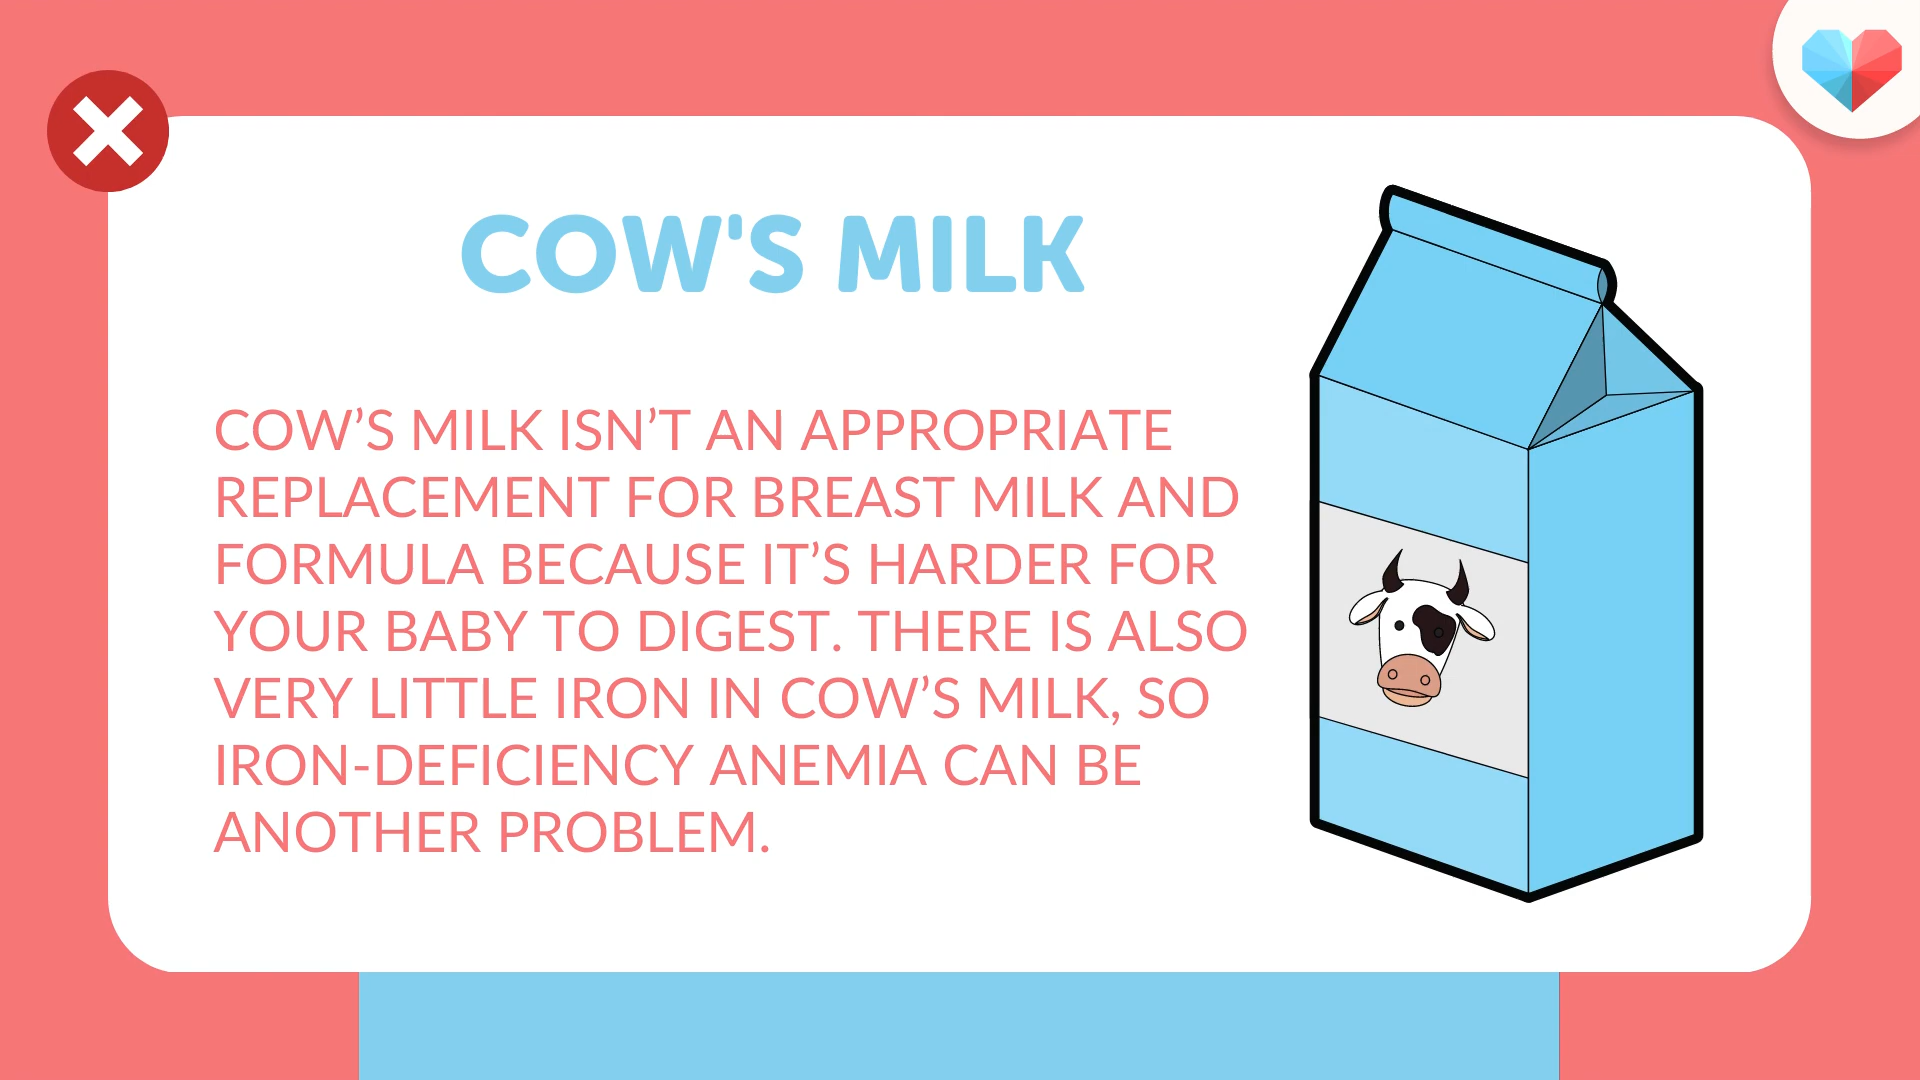 COW'S MILK
COW’S MILK ISN’T AN APPROPRIATE
REPLACEMENT FOR BREAST MILK AND
FORMULA BECAUSE IT’S HARDER FOR
YOUR BABY TO DIGEST. THERE IS ALSO
VERY LITTLE IRON IN COW’S MILK, SO
IRON-DEFICIENCY ANEMIA CAN BE
ANOTHER PROBLEM.